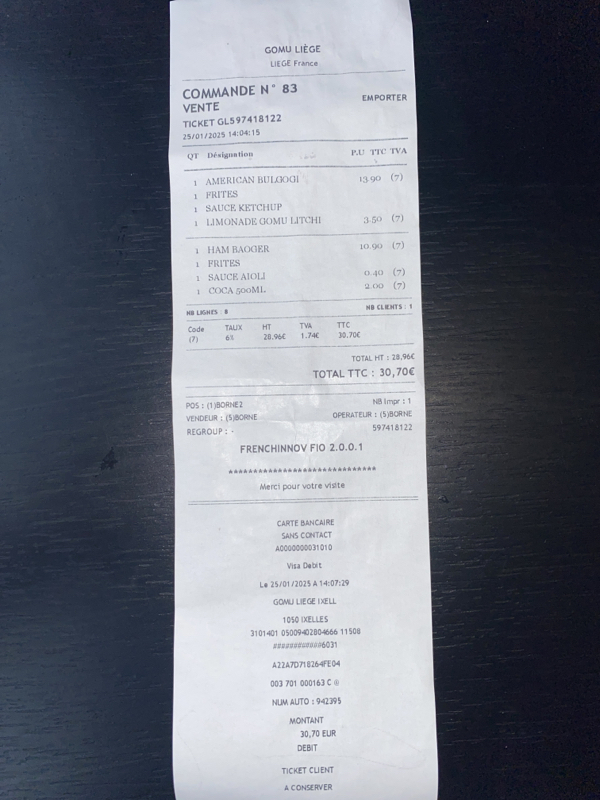 GOMU LIÈGE
LIEGE France
COMMANDE N° 83
VENTE
EMPORTER
TICKET GL597418122
25/01/2025 14:04:15
QT Désignation P.U TTC TVA
1 AMERICAN BULGOGI 13.90 (7)
1 FRITES
1 SAUCE KETCHUP
1 LIMONADE GOMU LITCHI 3.50 (7)
1 HAM BAOGER 10.90 (7)
1 FRITES
1 SAUCE AIOLI 0.40 (7)
1 COCA 500ML 2.00 (7)
NB LIGNES : 8 NB CLIENTS : 1
Code TAUX HT TVA TTC
(7) 6% 28.96€ 1.74€ 30.70€
TOTAL HT : 28.96€
TOTAL TTC : 30,70€
POS : (1)BORNE2 NB Impr : 1
VENDEUR : (5)BORNE OPERATEUR : (5)BORNE
REGROUP : - 597418122
FRENCHINNOV FIO 2.0.0.1
******************************
Merci pour votre visite
CARTE BANCAIRE
SANS CONTACT
A0000000031010
Visa Debit
Le 25/01/2025 A 14:07:29
GOMU LIEGE IXELL
1050 IXELLES
3101401 05009402804666 11508
############6031
A22A7D718264FE04
003 701 000163 C @
NUM AUTO : 942395
MONTANT
30,70 EUR
DEBIT
TICKET CLIENT
A CONSERVER